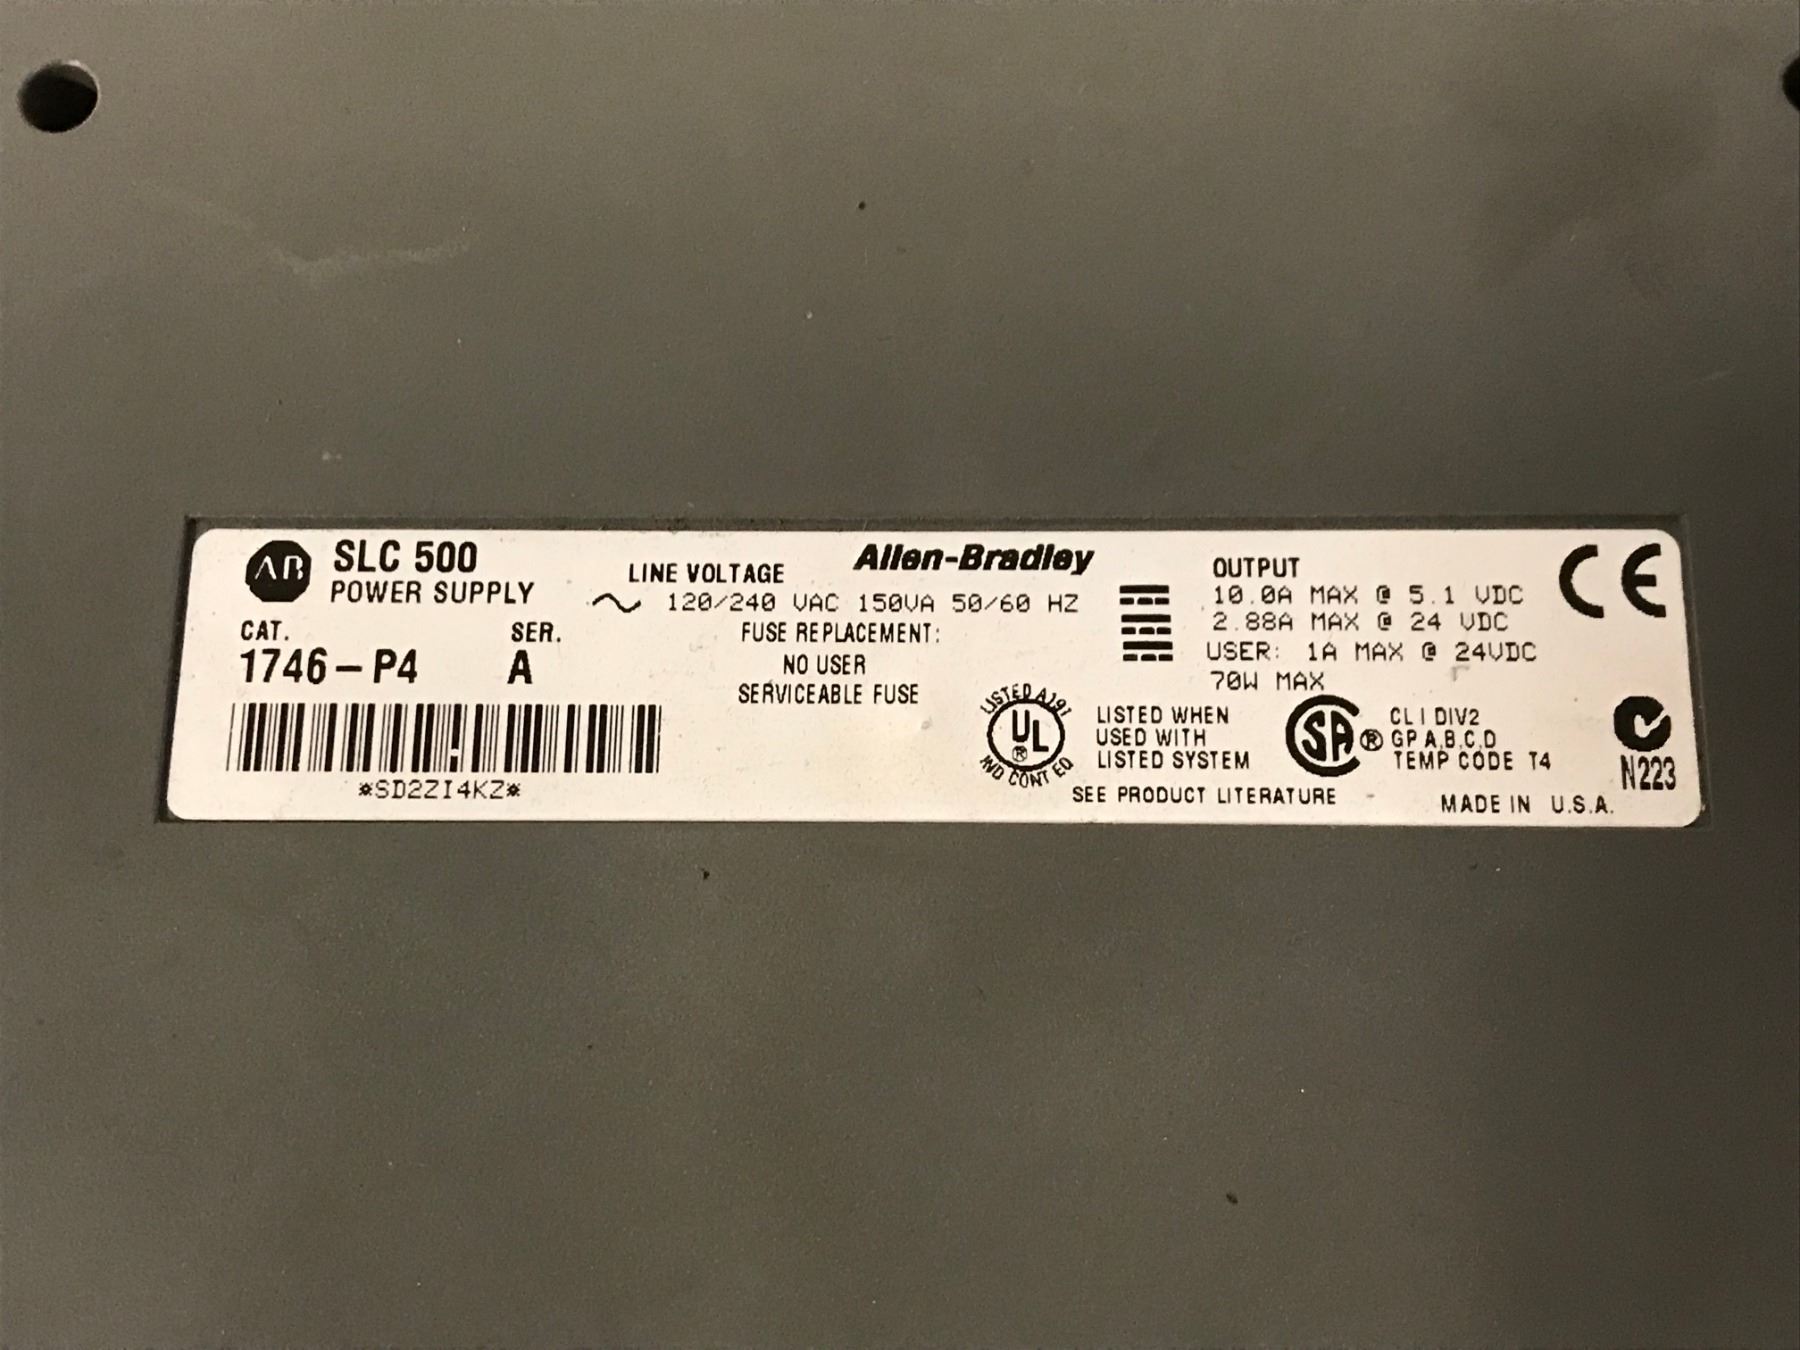 AB
SLC 500
POWER SUPPLY
CAT.
SER.
1746-P4
A
*SD2ZI4KZ*
LINE VOLTAGE
120/240 VAC 150VA 50/60 HZ
FUSE REPLACEMENT:
NO USER
SERVICEABLE FUSE
Allen-Bradley
OUTPUT
10.0A MAX @ 5.1 VDC
2.88A MAX @ 24 VDC
USER: 1A MAX @ 24VDC
70W MAX
CE
LISTED A191
UL
®
IND CONT EQ
LISTED WHEN
USED WITH
LISTED SYSTEM
SEE PRODUCT LITERATURE
SA ®
CL I DIV2
GP A,B,C,D
TEMP CODE T4
MADE IN U.S.A.
N223